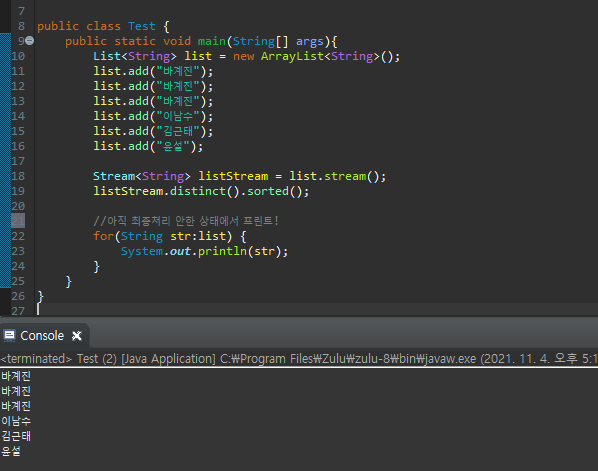 7
8 public class Test {
9 public static void main(String[] args){
10 List<String> list = new ArrayList<String>();
11 list.add("바계진");
12 list.add("바계진");
13 list.add("바계진");
14 list.add("이남수");
15 list.add("김근태");
16 list.add("윤설");
17
18 Stream<String> listStream = list.stream();
19 listStream.distinct().sorted();
20
21 //아직 최종처리 안한 상태에서 프린트!
22 for(String str:list) {
23 System.out.println(str);
24 }
25 }
26 }
27
Console
<terminated> Test (2) [Java Application] C:₩Program Files₩Zulu₩zulu-8₩bin₩javaw.exe (2021. 11. 4. 오후 5:1
바계진
바계진
바계진
이남수
김근태
윤설